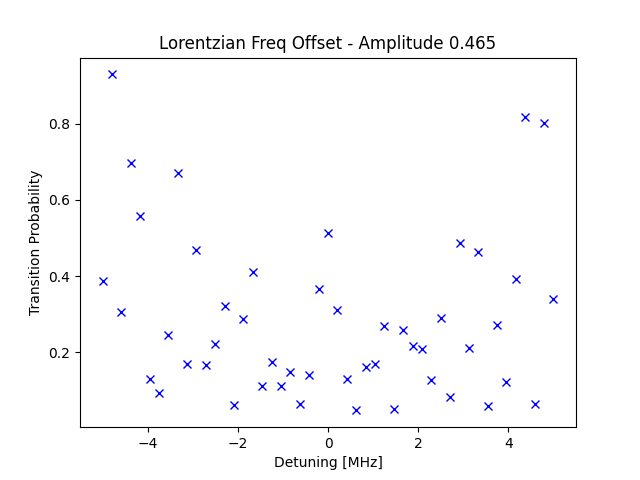 Lorentzian Freq Offset - Amplitude 0.465
Transition Probability
0.8
0.6
0.4
0.2
−4 −2 0 2 4
Detuning [MHz]